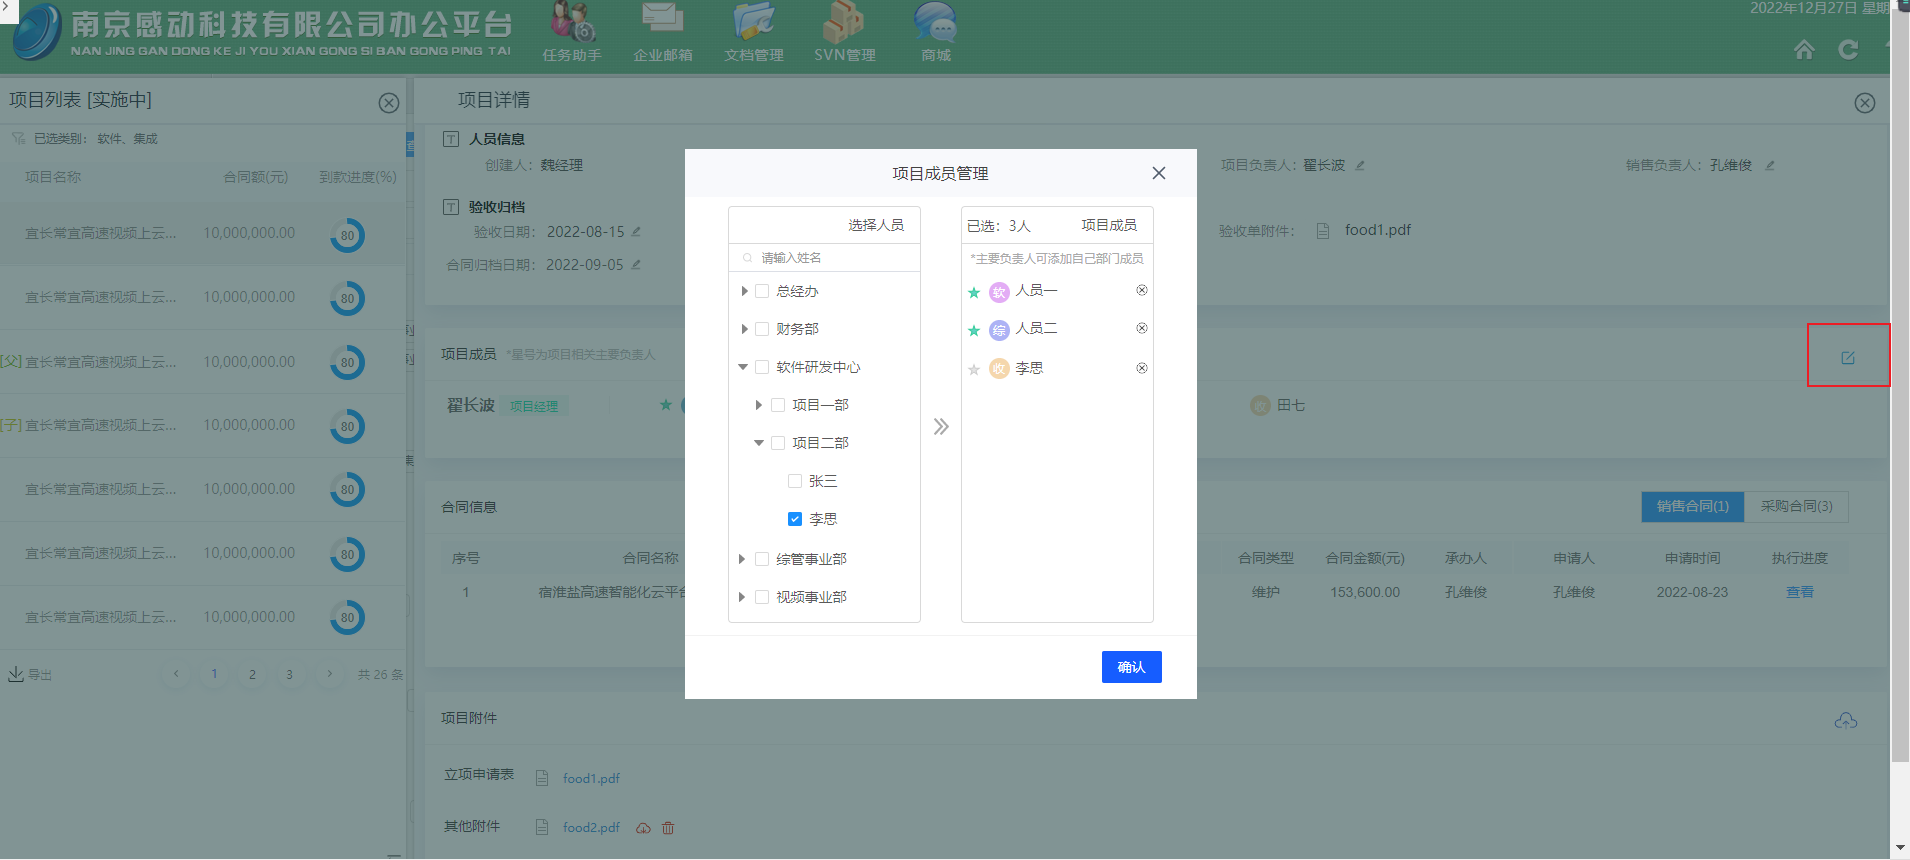 南京感动科技有限公司办公平台
NAN JING GAN DONG KE JI YOU XIAN GONG SI BAN GONG PING TAI
任务助手
企业邮箱
文档管理
SVN管理
商城
2022年12月27日 星期
项目列表 [实施中]
已选类别： 软件、集成
项目名称 合同额(元) 到款进度(%)
宜长常宜高速视频上云... 10,000,000.00 80
宜长常宜高速视频上云... 10,000,000.00 80
[父]宜长常宜高速视频上云... 10,000,000.00 80
[子]宜长常宜高速视频上云... 10,000,000.00 80
宜长常宜高速视频上云... 10,000,000.00 80
宜长常宜高速视频上云... 10,000,000.00 80
宜长常宜高速视频上云... 10,000,000.00 80
导出 1 2 3 共 26 条
项目详情
人员信息
创建人： 魏经理
项目负责人： 翟长波
销售负责人： 孔维俊
验收归档
验收日期： 2022-08-15
验收单附件： food1.pdf
合同归档日期： 2022-09-05
项目成员 *星号为项目相关主要负责人
翟长波 项目经理
收 田七
合同信息
销售合同(1) 采购合同(3)
序号 合同名称 合同类型 合同金额(元) 承办人 申请人 申请时间 执行进度
1 宿淮盐高速智能化云平台 维护 153,600.00 孔维俊 孔维俊 2022-08-23 查看
项目附件
立项申请表 food1.pdf
其他附件 food2.pdf
项目成员管理
选择人员
请输入姓名
总经办
财务部
软件研发中心
项目一部
项目二部
张三
李思
综管事业部
视频事业部
已选：3人 项目成员
*主要负责人可添加自己部门成员
软 人员一
综 人员二
收 李思
确认